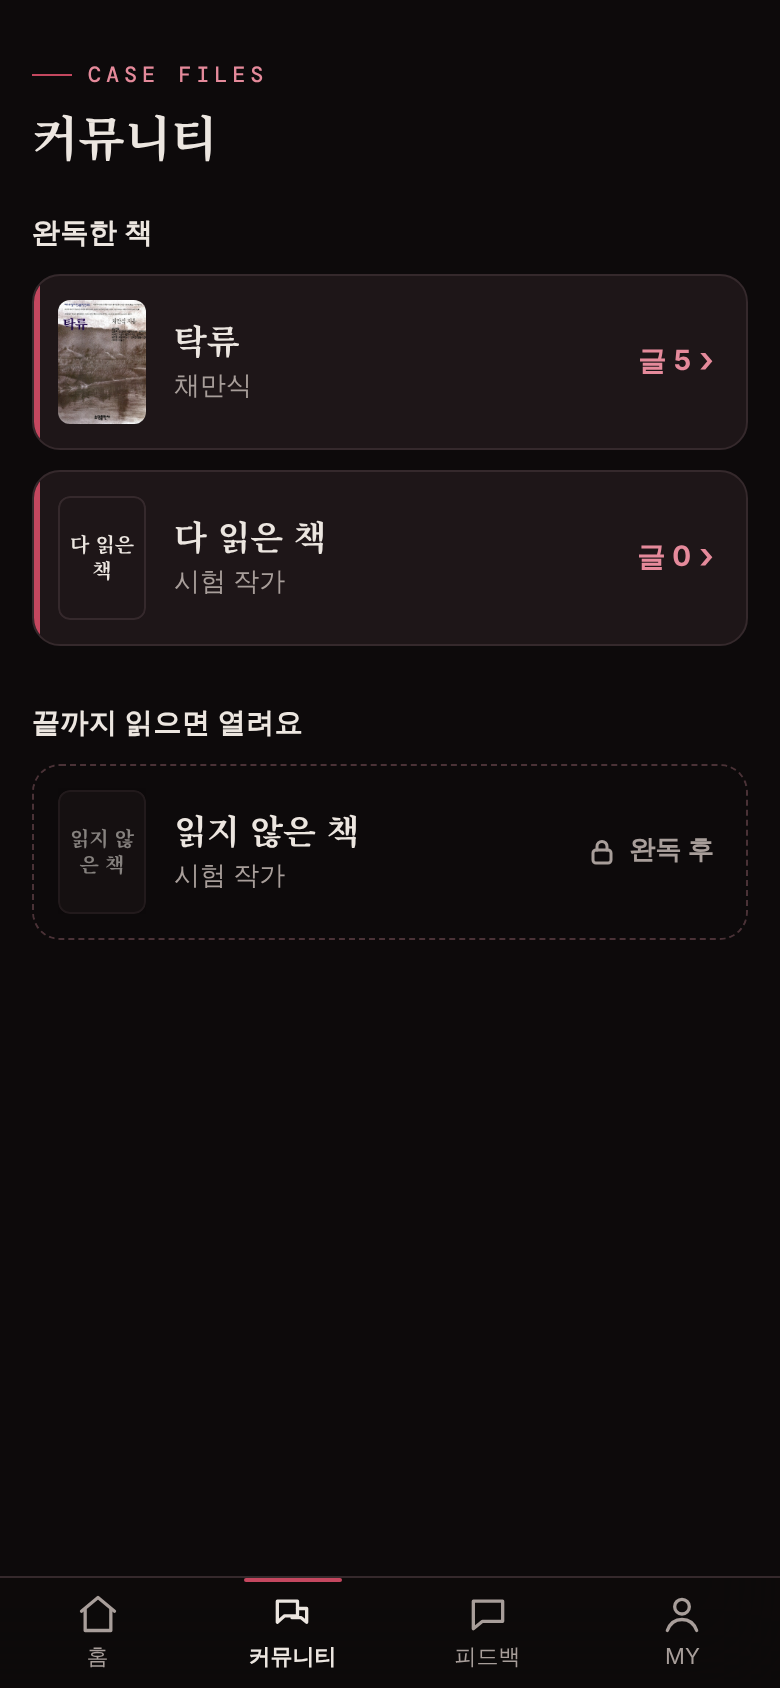 CASE FILES
커뮤니티
완독한 책
탁류
탁류
채만식
글 5
다 읽은
책
다 읽은 책
시험 작가
글 0
끝까지 읽으면 열려요
읽지 않
은 책
읽지 않은 책
시험 작가
완독 후
홈
커뮤니티
피드백
MY